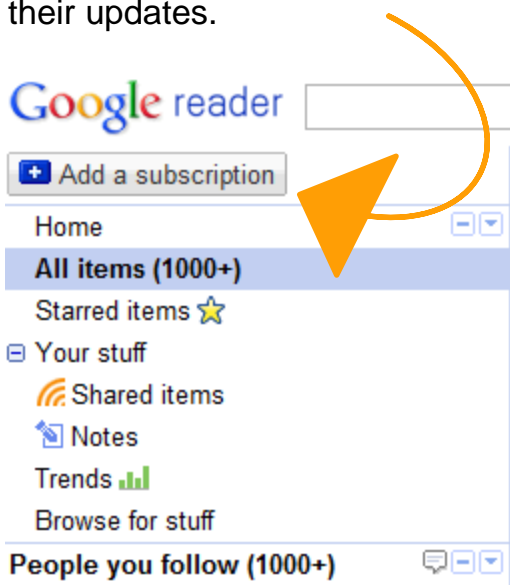 their updates.
Google reader
Add a subscription
Home
All items (1000+)
Starred items
Your stuff
Shared items
Notes
Trends
Browse for stuff
People you follow (1000+)